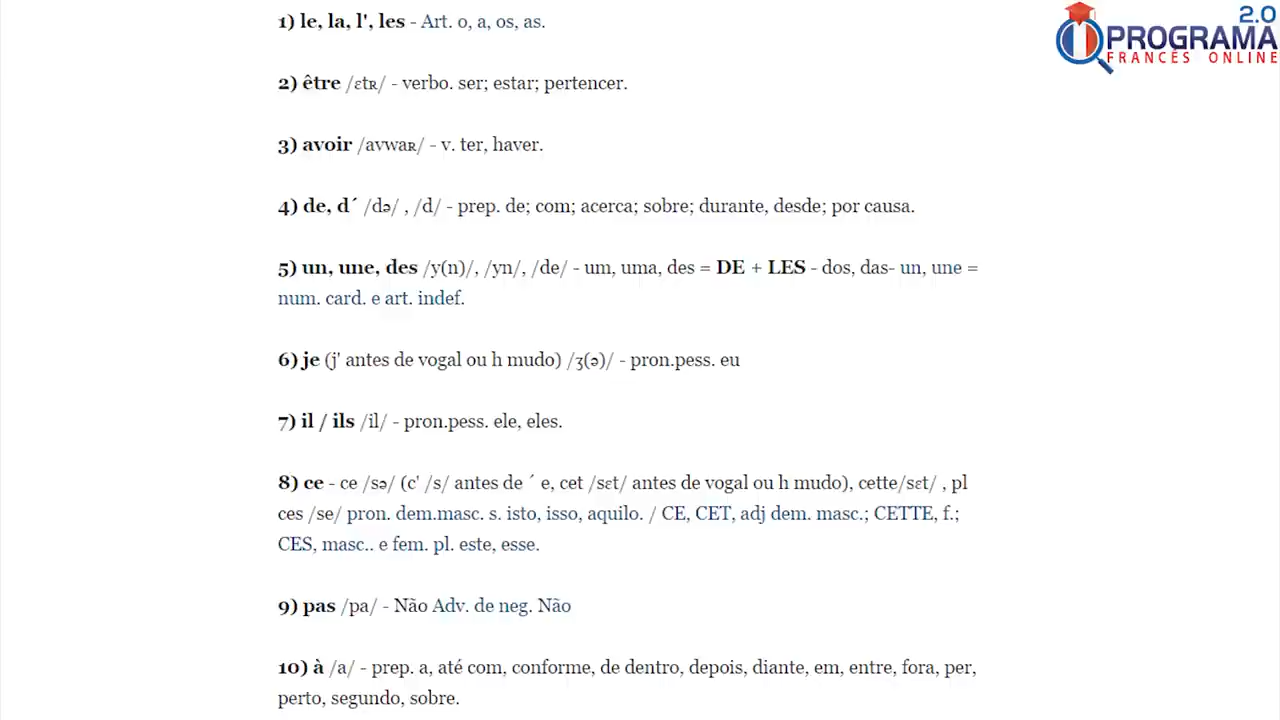 1) le, la, l', les - Art. o, a, os, as.
2.0
PROGRAMA
FRANCÊS ONLINE
2) être /ɛtʀ/ - verbo. ser; estar; pertencer.
3) avoir /avwaʀ/ - v. ter, haver.
4) de, d´ /də/ , /d/ - prep. de; com; acerca; sobre; durante, desde; por causa.
5) un, une, des /y(n)/, /yn/, /de/ - um, uma, des = DE + LES - dos, das- un, une =
num. card. e art. indef.
6) je (j' antes de vogal ou h mudo) /ʒ(ə)/ - pron.pess. eu
7) il / ils /il/ - pron.pess. ele, eles.
8) ce - ce /sə/ (c' /s/ antes de ´ e, cet /sɛt/ antes de vogal ou h mudo), cette/sɛt/ , pl
ces /se/ pron. dem.masc. s. isto, isso, aquilo. / CE, CET, adj dem. masc.; CETTE, f.;
CES, masc.. e fem. pl. este, esse.
9) pas /pa/ - Não Adv. de neg. Não
10) à /a/ - prep. a, até com, conforme, de dentro, depois, diante, em, entre, fora, per,
perto, segundo, sobre.